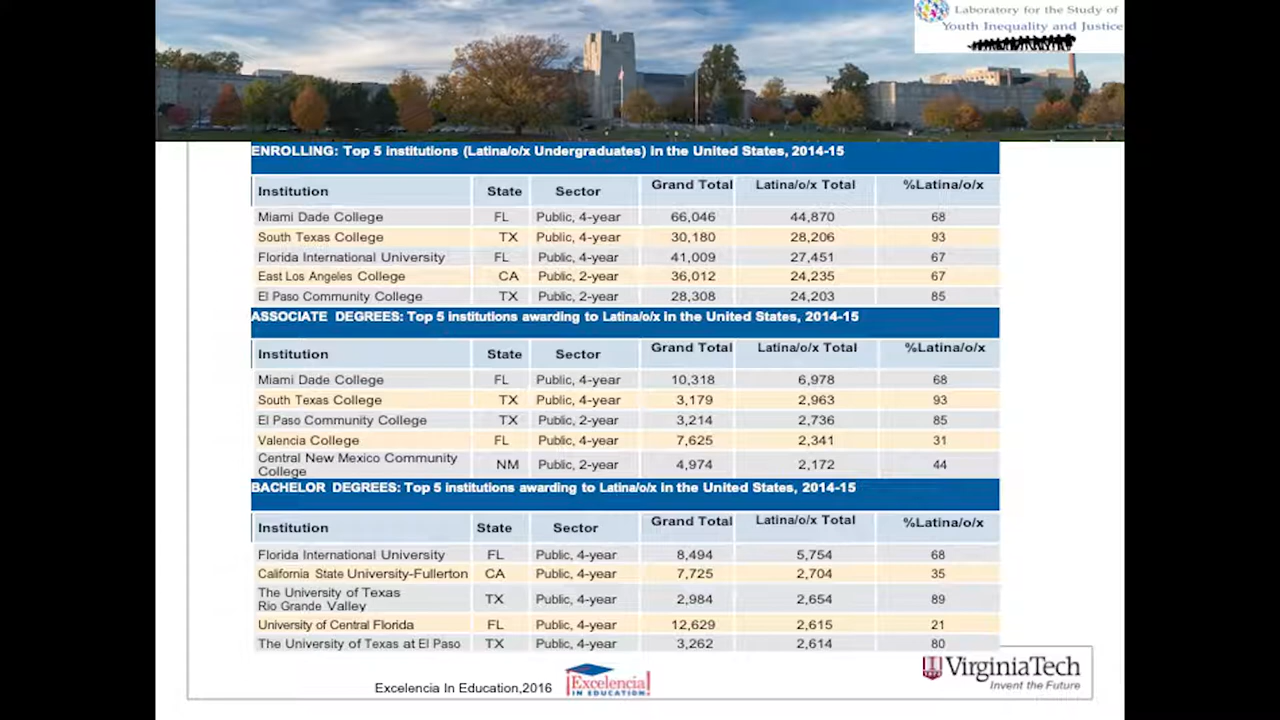 Laboratory for the Study of
Youth Inequality and Justice
ENROLLING: Top 5 institutions (Latina/o/x Undergraduates) in the United States, 2014-15
Institution State Sector Grand Total Latina/o/x Total %Latina/o/x
Miami Dade College FL Public, 4-year 66,046 44,870 68
South Texas College TX Public, 4-year 30,180 28,206 93
Florida International University FL Public, 4-year 41,009 27,451 67
East Los Angeles College CA Public, 2-year 36,012 24,235 67
El Paso Community College TX Public, 2-year 28,308 24,203 85
ASSOCIATE DEGREES: Top 5 institutions awarding to Latina/o/x in the United States, 2014-15
Institution State Sector Grand Total Latina/o/x Total %Latina/o/x
Miami Dade College FL Public, 4-year 10,318 6,978 68
South Texas College TX Public, 4-year 3,179 2,963 93
El Paso Community College TX Public, 2-year 3,214 2,736 85
Valencia College FL Public, 4-year 7,625 2,341 31
Central New Mexico Community
College NM Public, 2-year 4,974 2,172 44
BACHELOR DEGREES: Top 5 institutions awarding to Latina/o/x in the United States, 2014-15
Institution State Sector Grand Total Latina/o/x Total %Latina/o/x
Florida International University FL Public, 4-year 8,494 5,754 68
California State University-Fullerton CA Public, 4-year 7,725 2,704 35
The University of Texas
Rio Grande Valley TX Public, 4-year 2,984 2,654 89
University of Central Florida FL Public, 4-year 12,629 2,615 21
The University of Texas at El Paso TX Public, 4-year 3,262 2,614 80
Excelencia In Education,2016
Excelencia
IN EDUCATION
1872
VirginiaTech
Invent the Future